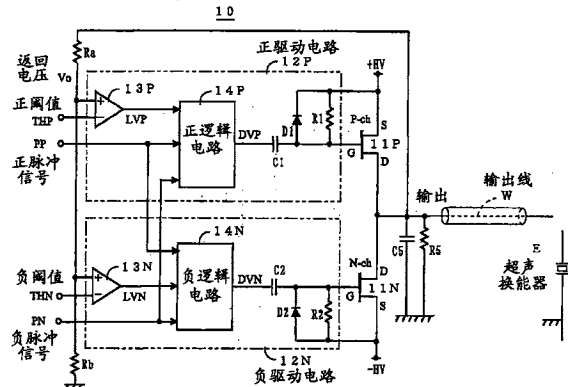 10
Ra
返回
电压 Vo
正驱动电路
12P
+HV
正阈值
THP
13P
LVP
14P
正逻辑
电路
DVP
C1
D1
R1
P-ch
S
G
11P
D
PP
正脉冲
信号
输出
输出线
W
14N
负阈值
THN
13N
LVN
负逻辑
电路
DVN
C2
D2
R2
N-ch
D
G
11N
S
C5
R5
E
超声
换能器
PN
负脉冲
信号
Rb
12N
负驱动电路
-HV